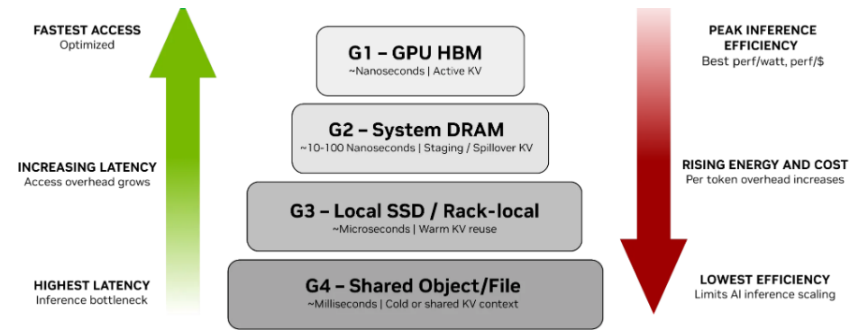 FASTEST ACCESS
Optimized
G1 – GPU HBM
~Nanoseconds | Active KV
PEAK INFERENCE
EFFICIENCY
Best perf/watt, perf/$
G2 – System DRAM
~10-100 Nanoseconds | Staging / Spillover KV
INCREASING LATENCY
Access overhead grows
RISING ENERGY AND COST
Per token overhead increases
G3 – Local SSD / Rack-local
~Microseconds | Warm KV reuse
HIGHEST LATENCY
Inference bottleneck
G4 – Shared Object/File
~Milliseconds | Cold or shared KV context
LOWEST EFFICIENCY
Limits AI inference scaling